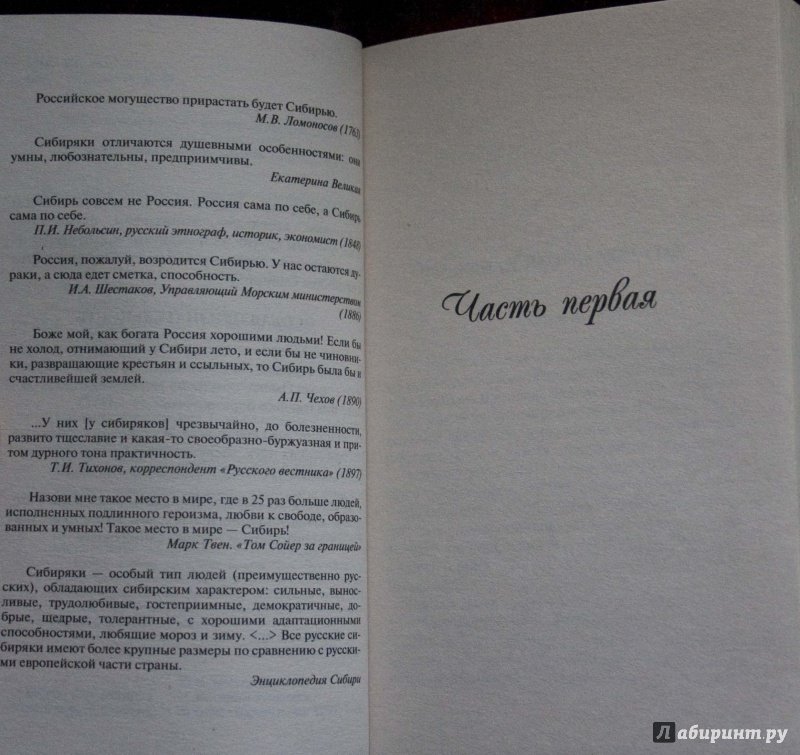 Российское могущество прирастать будет Сибирью.
М.В. Ломоносов (1763)
Сибиряки отличаются душевными особенностями: они
умны, любознательны, предприимчивы.
Екатерина Великая
Сибирь совсем не Россия. Россия сама по себе, а Сибирь
сама по себе.
П.И. Небольсин, русский этнограф, историк, экономист (1848)
Россия, пожалуй, возродится Сибирью. У нас остаются ду-
раки, а сюда едет сметка, способность.
И.А. Шестаков, Управляющий Морским министерством
(1886)
Боже мой, как богата Россия хорошими людьми! Если бы
не холод, отнимающий у Сибири лето, и если бы не чиновни-
ки, развращающие крестьян и ссыльных, то Сибирь была бы
счастливейшей землей.
А.П. Чехов (1890)
...У них [у сибиряков] чрезвычайно, до болезненности,
развито тщеславие и какая-то своеобразно-буржуазная и при-
том дурного тона практичность.
Т.И. Тихонов, корреспондент «Русского вестника» (1897)
Назови мне такое место в мире, где в 25 раз больше людей,
исполненных подлинного героизма, любви к свободе, образо-
ванных и умных! Такое место в мире — Сибирь!
Марк Твен. «Том Сойер за границей»
Сибиряки — особый тип людей (преимущественно рус-
ских), обладающих сибирским характером: сильные, вынос-
ливые, трудолюбивые, гостеприимные, демократичные, до-
брые, щедрые, толерантные, с хорошими адаптационными
способностями, любящие мороз и зиму. <...> Все русские си-
биряки имеют более крупные размеры по сравнению с русски-
ми европейской части страны.
Энциклопедия Сибири
Часть первая
Лабиринт.ру